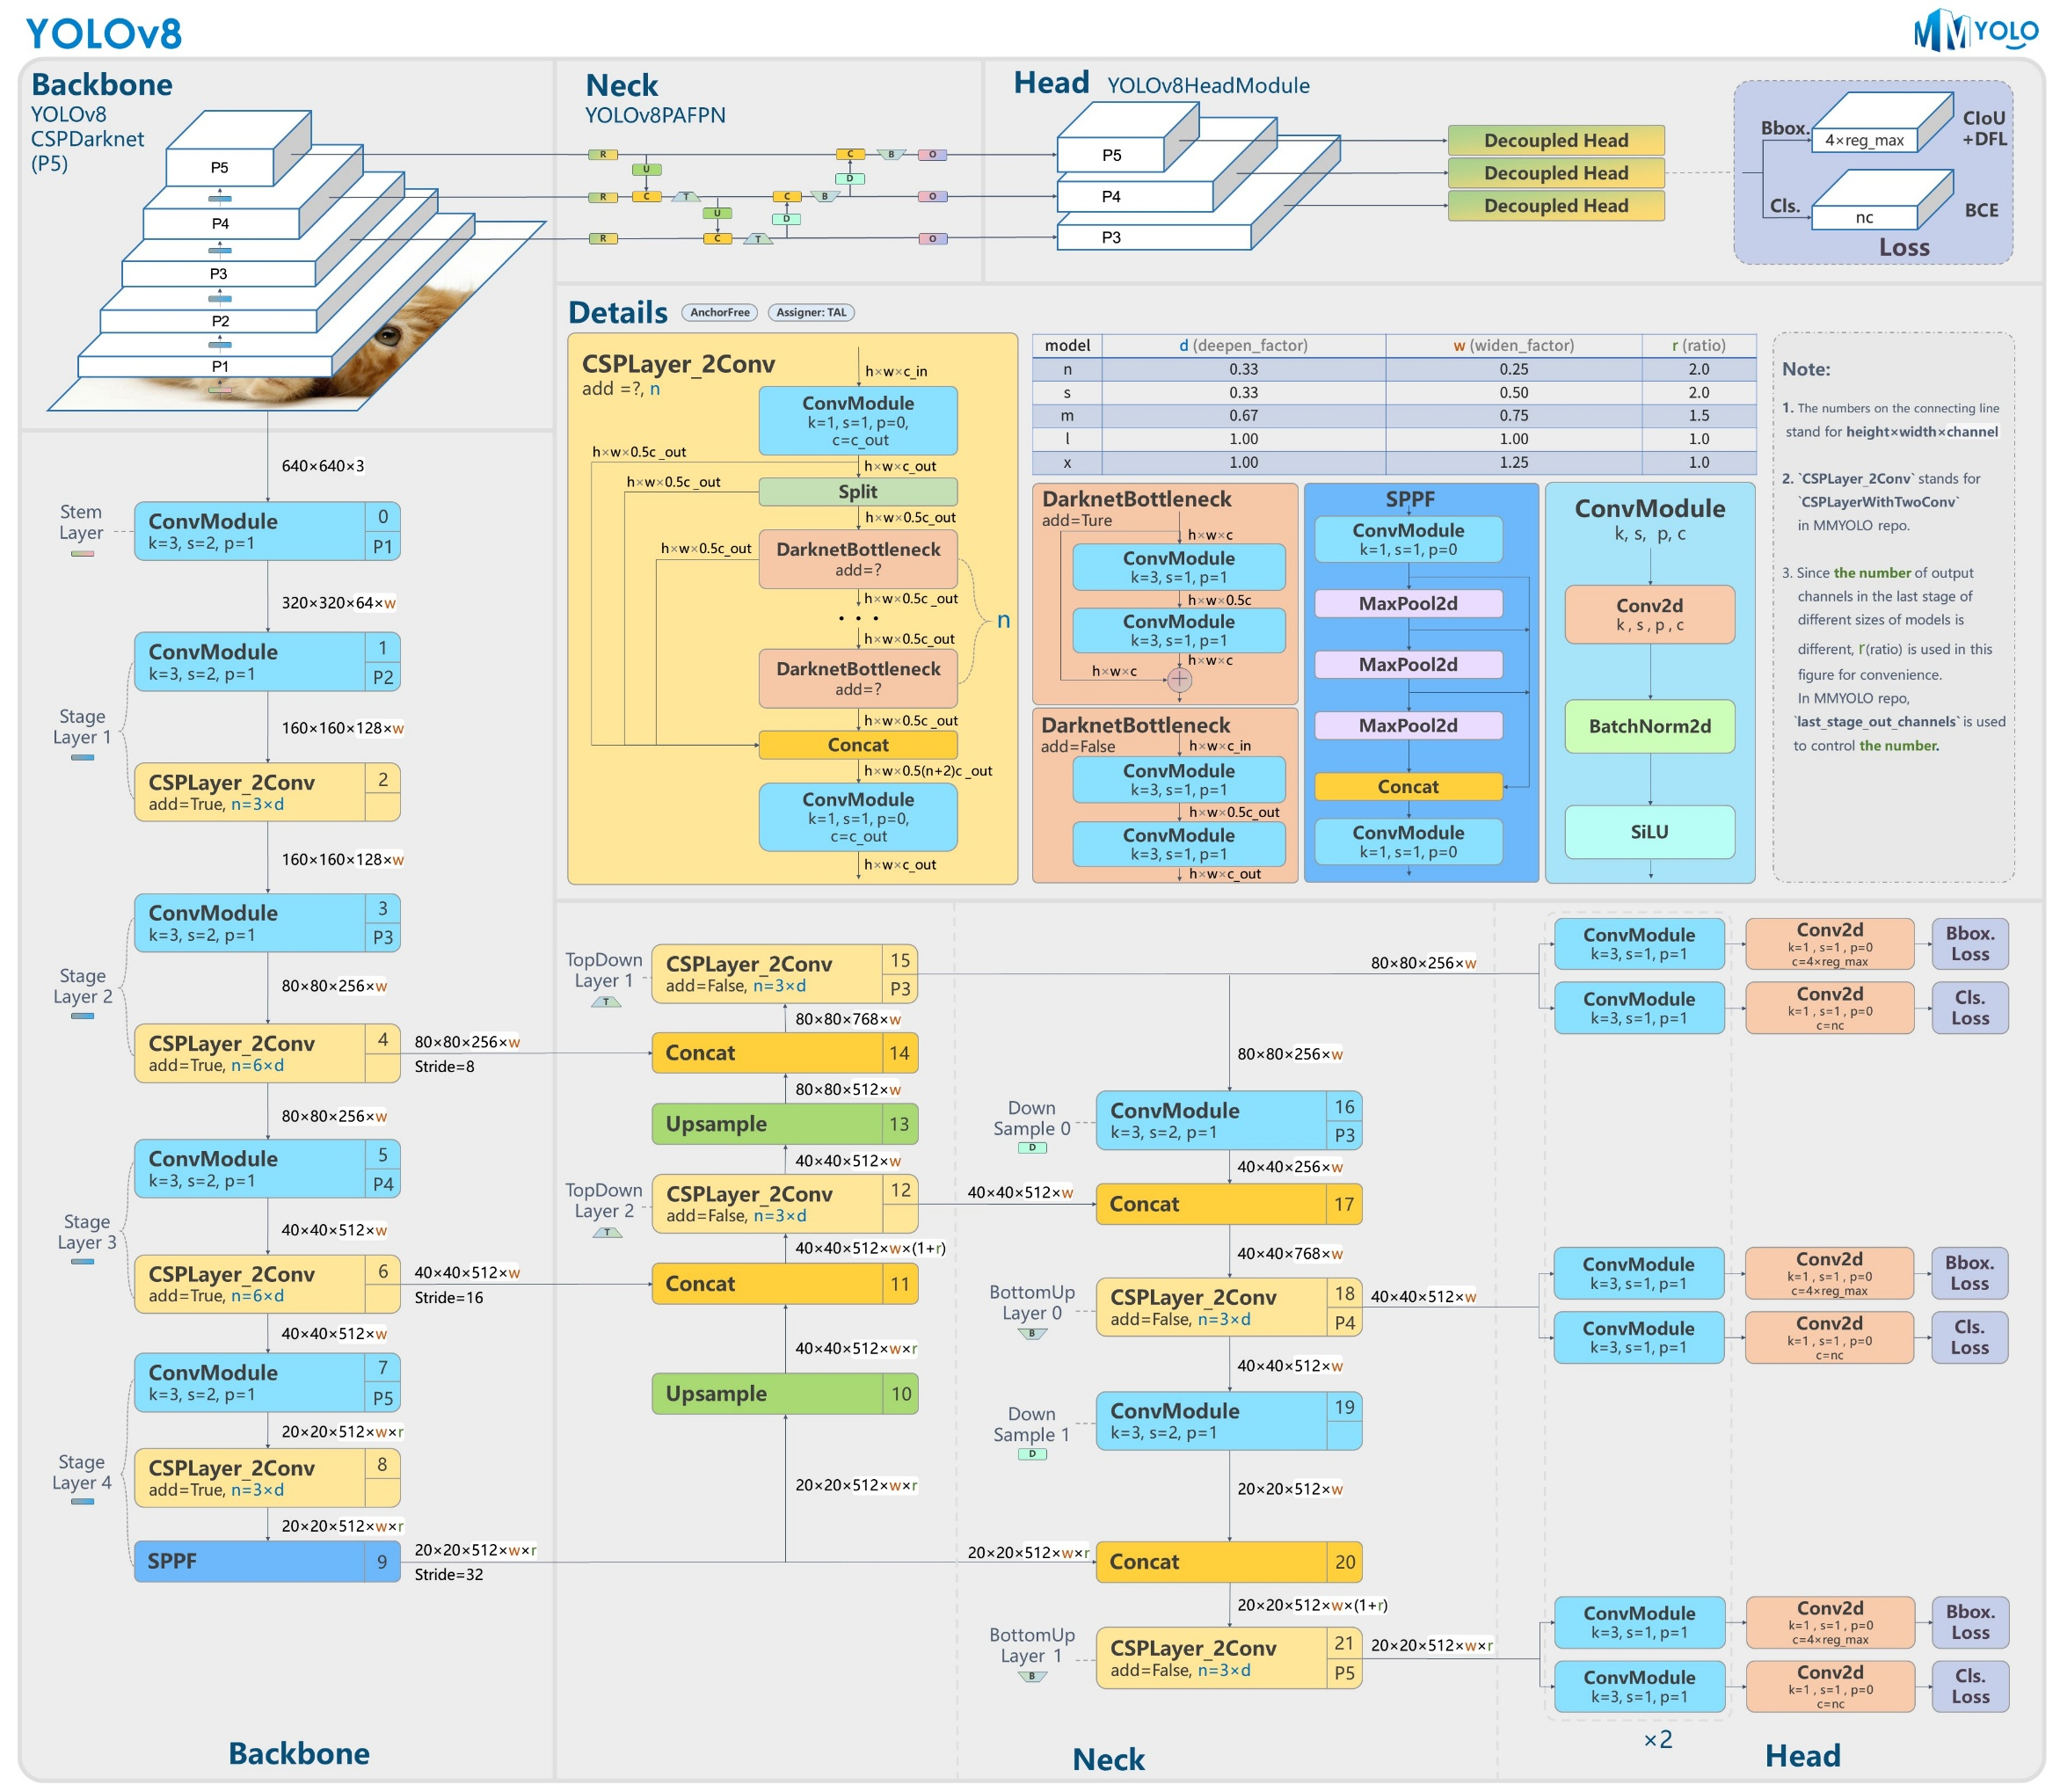 YOLOv8
MMYOLO
Backbone
YOLOv8
CSPDarknet
(P5)
P5
P4
P3
P2
P1
Neck
YOLOv8PAFPN
R
U
C
B
O
D
R
C
T
C
B
O
U
D
R
C
T
O
Head YOLOv8HeadModule
P5
P4
P3
Decoupled Head
Decoupled Head
Decoupled Head
Bbox.
4×reg_max
CIoU
+DFL
Cls.
nc
BCE
Loss
Details
AnchorFree
Assigner: TAL
CSPLayer_2Conv
add =?, n
h×w×c_in
ConvModule
k=1, s=1, p=0,
c=c_out
h×w×0.5c _out
h×w×c_out
h×w×0.5c _out
Split
h×w×0.5c_out
h×w×0.5c_out
DarknetBottleneck
add=?
h×w×0.5c _out
• • •
n
h×w×0.5c _out
DarknetBottleneck
add=?
h×w×0.5c _out
Concat
h×w×0.5(n+2)c _out
ConvModule
k=1, s=1, p=0,
c=c_out
h×w×c_out
model d (deepen_factor) w (widen_factor) r (ratio)
n 0.33 0.25 2.0
s 0.33 0.50 2.0
m 0.67 0.75 1.5
l 1.00 1.00 1.0
x 1.00 1.25 1.0
DarknetBottleneck
add=Ture
h×w×c
ConvModule
k=3, s=1, p=1
h×w×0.5c
ConvModule
k=3, s=1, p=1
h×w×c
h×w×c
+
DarknetBottleneck
add=False
h×w×c_in
ConvModule
k=3, s=1, p=1
h×w×0.5c_out
ConvModule
k=3, s=1, p=1
h×w×c_out
SPPF
ConvModule
k=1, s=1, p=0
MaxPool2d
MaxPool2d
MaxPool2d
Concat
ConvModule
k=1, s=1, p=0
ConvModule
k, s, p, c
Conv2d
k , s , p , c
BatchNorm2d
SiLU
Note:
1. The numbers on the connecting line
stand for height×width×channel
2. `CSPLayer_2Conv` stands for
`CSPLayerWithTwoConv`
in MMYOLO repo.
3. Since the number of output
channels in the last stage of
different sizes of models is
different, r(ratio) is used in this
figure for convenience.
In MMYOLO repo,
`last_stage_out_channels` is used
to control the number.
640×640×3
Stem
Layer
ConvModule
k=3, s=2, p=1
0
P1
320×320×64×w
ConvModule
k=3, s=2, p=1
1
P2
Stage
Layer 1
160×160×128×w
CSPLayer_2Conv
add=True, n=3×d
2
160×160×128×w
ConvModule
k=3, s=2, p=1
3
P3
Stage
Layer 2
80×80×256×w
CSPLayer_2Conv
add=True, n=6×d
4
80×80×256×w
Stride=8
80×80×256×w
ConvModule
k=3, s=2, p=1
5
P4
Stage
Layer 3
40×40×512×w
CSPLayer_2Conv
add=True, n=6×d
6
40×40×512×w
Stride=16
40×40×512×w
ConvModule
k=3, s=2, p=1
7
P5
20×20×512×w×r
Stage
Layer 4
CSPLayer_2Conv
add=True, n=3×d
8
20×20×512×w×r
SPPF
9
20×20×512×w×r
Stride=32
Backbone
TopDown
Layer 1
T
CSPLayer_2Conv
add=False, n=3×d
15
P3
80×80×768×w
Concat
14
80×80×512×w
Upsample
13
40×40×512×w
TopDown
Layer 2
T
CSPLayer_2Conv
add=False, n=3×d
12
40×40×512×w×(1+r)
Concat
11
40×40×512×w×r
Upsample
10
20×20×512×w×r
80×80×256×w
80×80×256×w
Down
Sample 0
D
ConvModule
k=3, s=2, p=1
16
P3
40×40×256×w
40×40×512×w
Concat
17
40×40×768×w
BottomUp
Layer 0
B
CSPLayer_2Conv
add=False, n=3×d
18
P4
40×40×512×w
40×40×512×w
Down
Sample 1
D
ConvModule
k=3, s=2, p=1
19
20×20×512×w
20×20×512×w×r
Concat
20
20×20×512×w×(1+r)
BottomUp
Layer 1
B
CSPLayer_2Conv
add=False, n=3×d
21
P5
20×20×512×w×r
Neck
ConvModule
k=3, s=1, p=1
Conv2d
k=1 , s=1 , p=0
c=4×reg_max
Bbox.
Loss
ConvModule
k=3, s=1, p=1
Conv2d
k=1 , s=1 , p=0
c=nc
Cls.
Loss
ConvModule
k=3, s=1, p=1
Conv2d
k=1 , s=1 , p=0
c=4×reg_max
Bbox.
Loss
ConvModule
k=3, s=1, p=1
Conv2d
k=1 , s=1 , p=0
c=nc
Cls.
Loss
ConvModule
k=3, s=1, p=1
Conv2d
k=1 , s=1 , p=0
c=4×reg_max
Bbox.
Loss
ConvModule
k=3, s=1, p=1
Conv2d
k=1 , s=1 , p=0
c=nc
Cls.
Loss
×2
Head